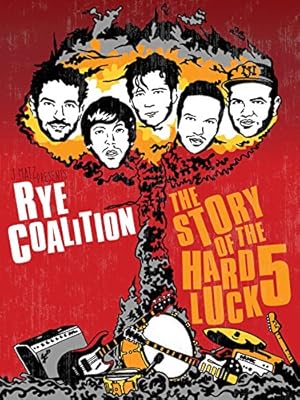 J. MATT PRESENTS
RYE
COALITION
THE
STORY
OF THE
HARD
LUCK 5